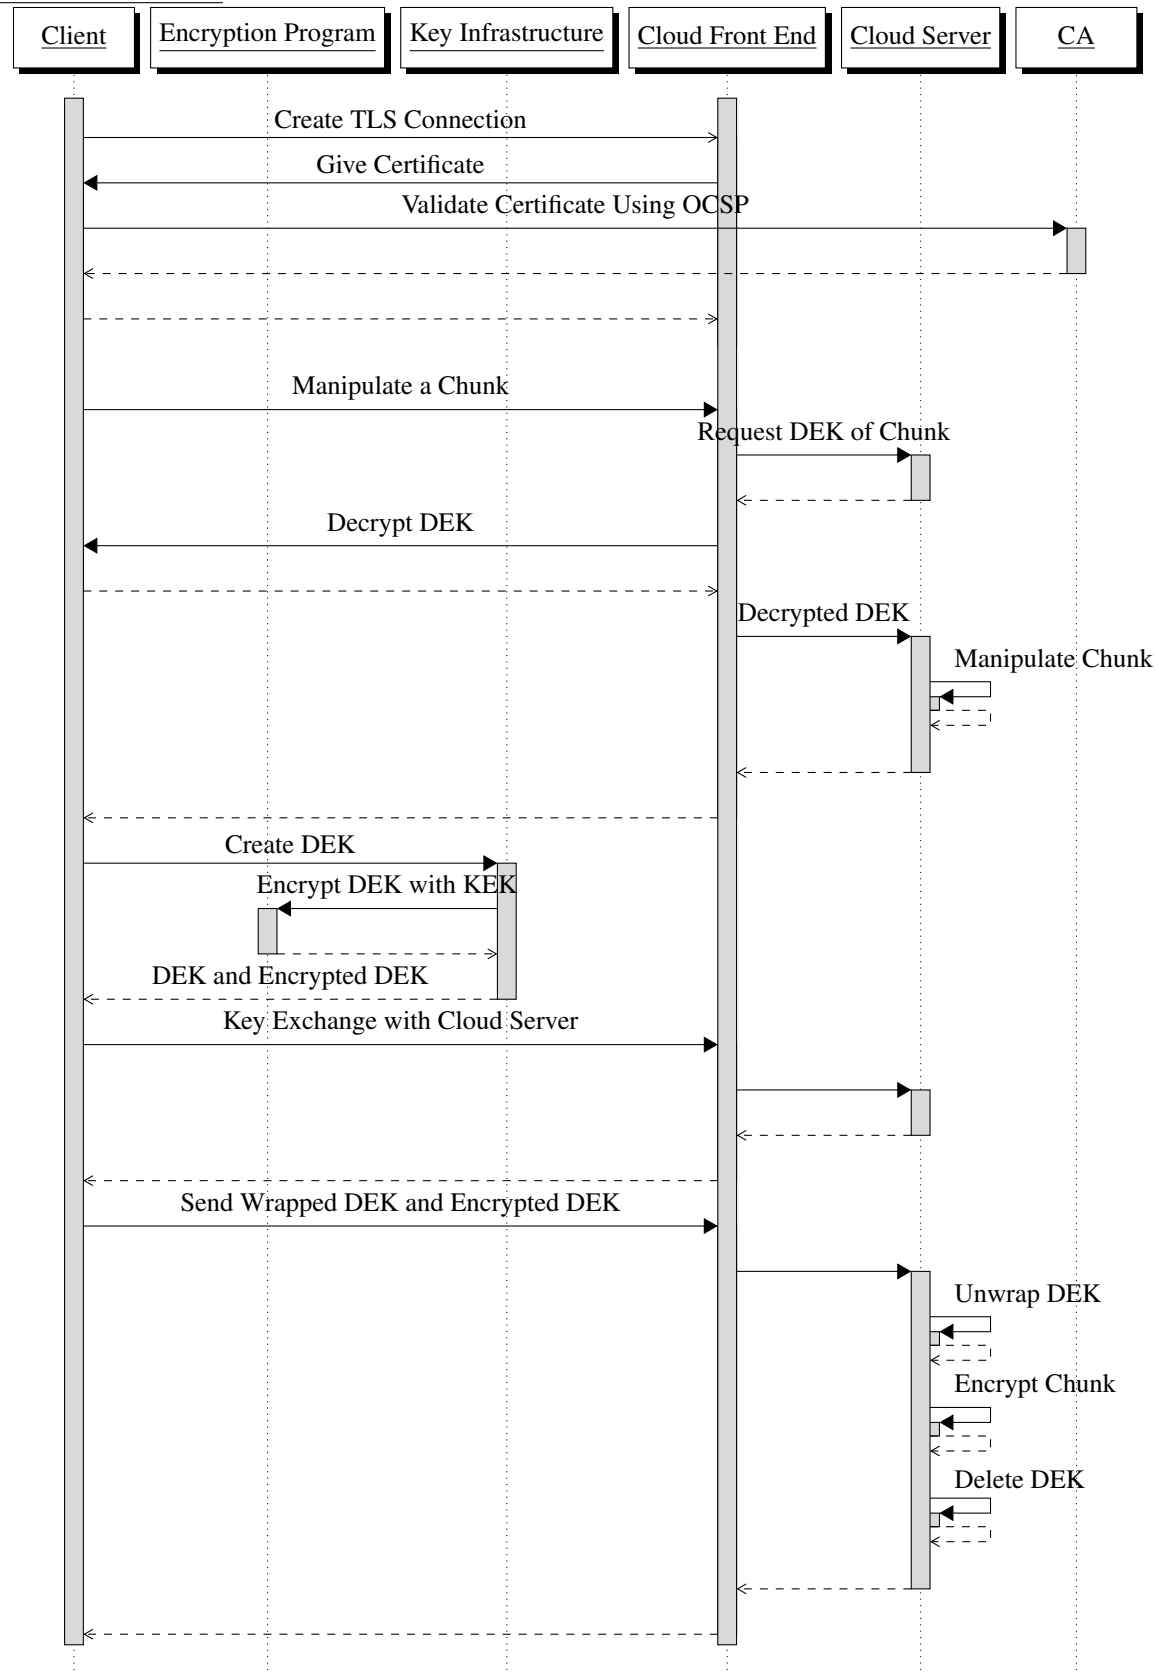 Client
Encryption Program
Key Infrastructure
Cloud Front End
Cloud Server
CA
Create TLS Connection
Give Certificate
Validate Certificate Using OCSP
Manipulate a Chunk
Request DEK of Chunk
Decrypt DEK
Decrypted DEK
Manipulate Chunk
Create DEK
Encrypt DEK with KEK
DEK and Encrypted DEK
Key Exchange with Cloud Server
Send Wrapped DEK and Encrypted DEK
Unwrap DEK
Encrypt Chunk
Delete DEK